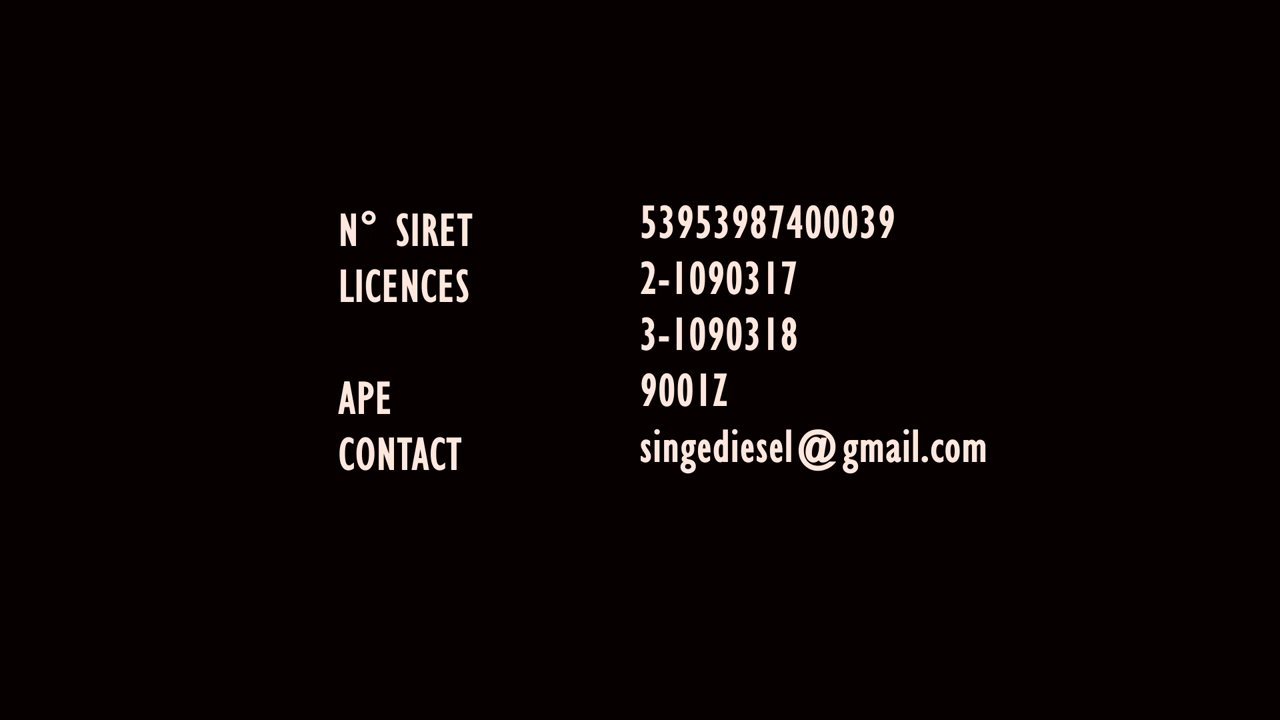 N° SIRET 53953987400039
LICENCES 2-1090317
3-1090318
APE 9001Z
CONTACT singediesel@gmail.com